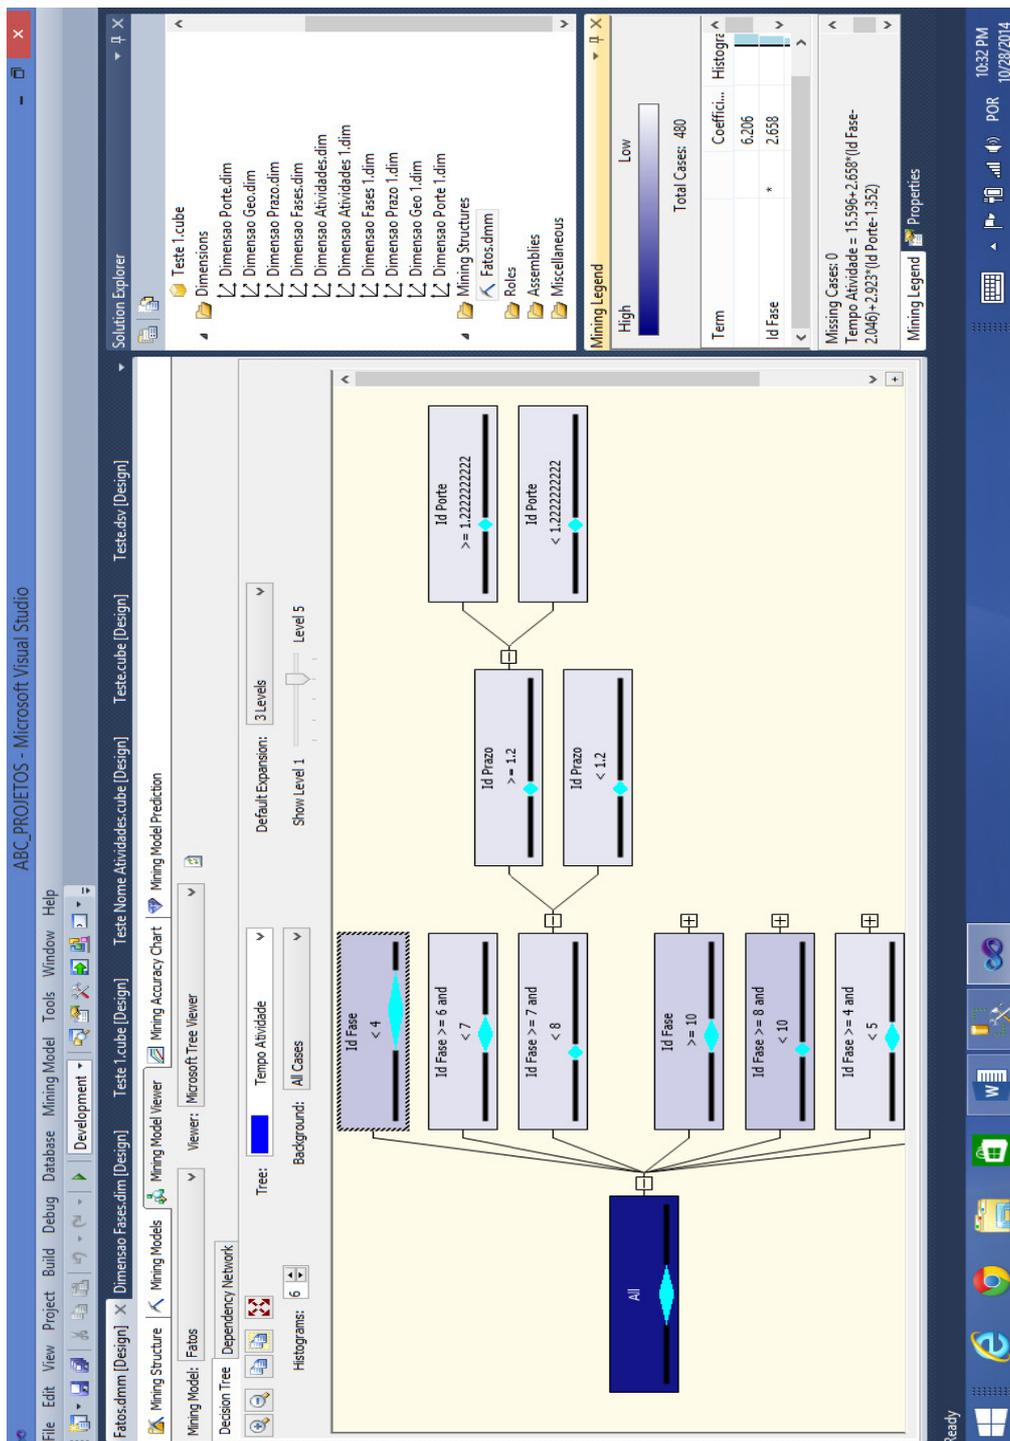 ABC_PROJETOS - Microsoft Visual Studio
File Edit View Project Build Debug Database Mining Model Tools Window Help
Development
Fatos.dmm [Design] X Dimensao Fases.dim [Design] Teste 1.cube [Design] Teste Nome Atividades.cube [Design] Teste.cube [Design] Teste.dsv [Design]
Mining Structure Mining Models Mining Model Viewer Mining Accuracy Chart Mining Model Prediction
Mining Model: Fatos Viewer: Microsoft Tree Viewer
Decision Tree Dependency Network
Tree: Tempo Atividade Default Expansion: 3 Levels
Histograms: 6 Background: All Cases Show Level 1 Level 5
All
Id Fase
< 4
Id Fase >= 6 and
< 7
Id Fase >= 7 and
< 8
Id Fase
>= 10
Id Fase >= 8 and
< 10
Id Fase >= 4 and
< 5
Id Prazo
>= 1.2
Id Prazo
< 1.2
Id Porte
>= 1.2222222222
Id Porte
< 1.2222222222
Solution Explorer
Teste 1.cube
Dimensions
Dimensao Porte.dim
Dimensao Geo.dim
Dimensao Prazo.dim
Dimensao Fases.dim
Dimensao Atividades.dim
Dimensao Atividades 1.dim
Dimensao Fases 1.dim
Dimensao Prazo 1.dim
Dimensao Geo 1.dim
Dimensao Porte 1.dim
Mining Structures
Fatos.dmm
Roles
Assemblies
Miscellaneous
Mining Legend
High Low
Total Cases: 480
Term Coeffici... Histogra
6.206
Id Fase * 2.658
Missing Cases: 0
Tempo Atividade = 15.596+2.658*(Id Fase-
2.046)+2.923*(Id Porte-1.352)
Mining Legend Properties
Ready
POR
10:32 PM
10/28/2014